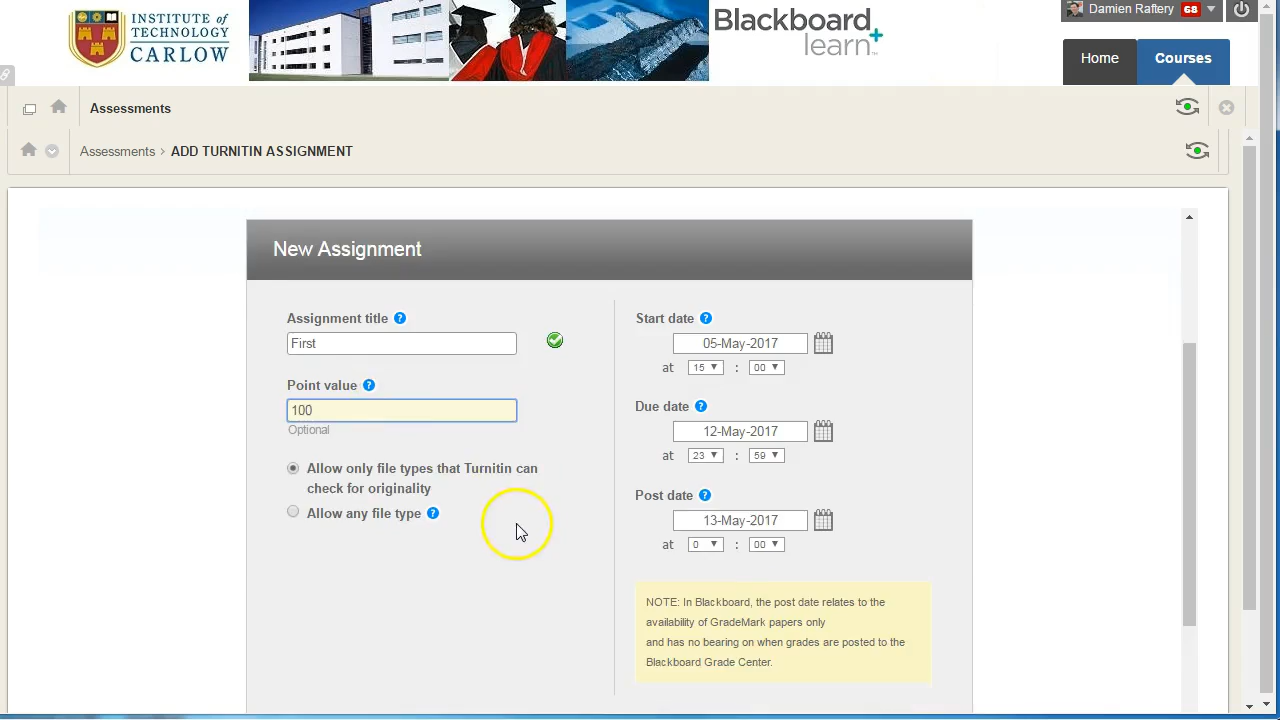 INSTITUTE of
TECHNOLOGY
CARLOW
Blackboard
learn+™
Damien Raftery 68
Home
Courses
Assessments
Assessments > ADD TURNITIN ASSIGNMENT
New Assignment
Assignment title ?
First
Point value ?
100
Optional
Allow only file types that Turnitin can
check for originality
Allow any file type ?
Start date ?
05-May-2017
at 15 : 00
Due date ?
12-May-2017
at 23 : 59
Post date ?
13-May-2017
at 0 : 00
NOTE: In Blackboard, the post date relates to the
availability of GradeMark papers only
and has no bearing on when grades are posted to the
Blackboard Grade Center.